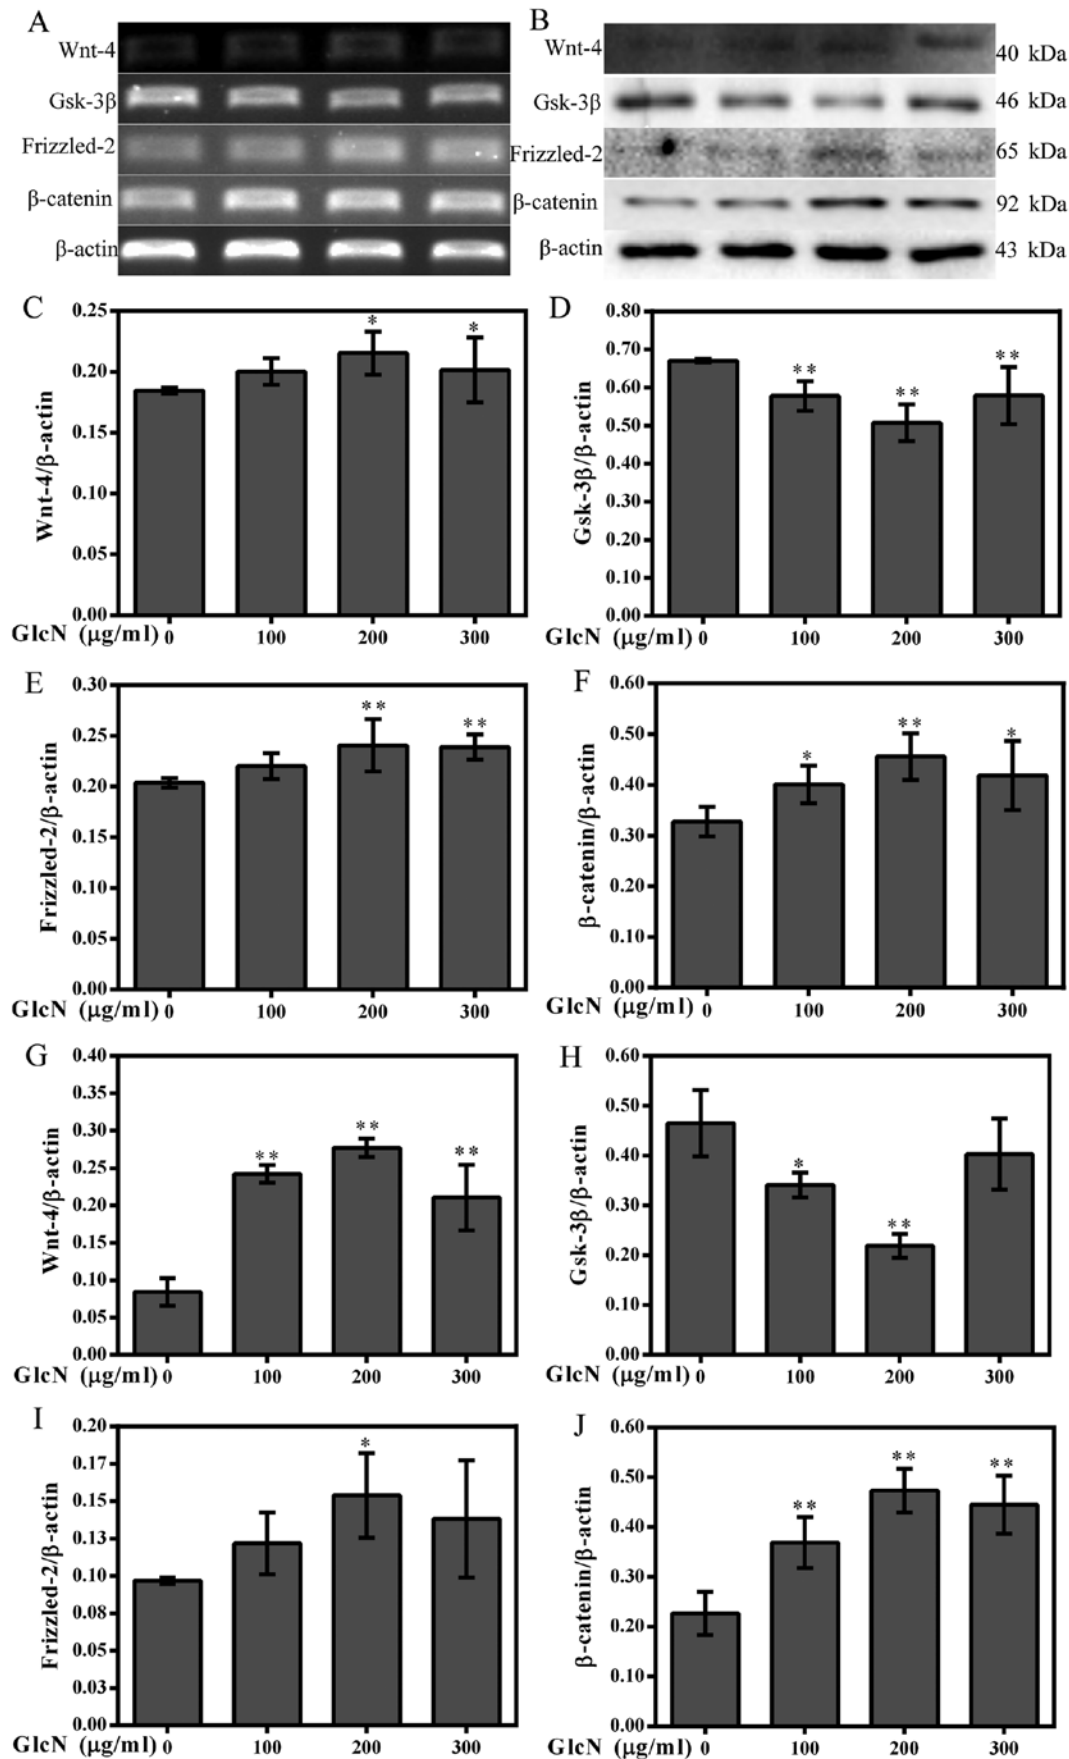 A
B
Wnt-4
Gsk-3β
Frizzled-2
β-catenin
β-actin
Wnt-4 40 kDa
Gsk-3β 46 kDa
Frizzled-2 65 kDa
β-catenin 92 kDa
β-actin 43 kDa
C
Wnt-4/β-actin
0.25
0.20
0.15
0.10
0.05
0.00
* *
GlcN (μg/ml) 0 100 200 300
D
Gsk-3β/β-actin
0.80
0.70
0.60
0.50
0.40
0.30
0.20
0.10
0.00
** ** **
GlcN (μg/ml) 0 100 200 300
E
Frizzled-2/β-actin
0.30
0.25
0.20
0.15
0.10
0.05
0.00
** **
GlcN (μg/ml) 0 100 200 300
F
β-catenin/β-actin
0.60
0.50
0.40
0.30
0.20
0.10
0.00
* ** *
GlcN (μg/ml) 0 100 200 300
G
Wnt-4/β-actin
0.40
0.35
0.30
0.25
0.20
0.15
0.10
0.05
0.00
** ** **
GlcN (μg/ml) 0 100 200 300
H
Gsk-3β/β-actin
0.60
0.50
0.40
0.30
0.20
0.10
0.00
* **
GlcN (μg/ml) 0 100 200 300
I
Frizzled-2/β-actin
0.20
0.17
0.15
0.13
0.10
0.08
0.05
0.03
0.00
*
GlcN (μg/ml) 0 100 200 300
J
β-catenin/β-actin
0.60
0.50
0.40
0.30
0.20
0.10
0.00
** ** **
GlcN (μg/ml) 0 100 200 300